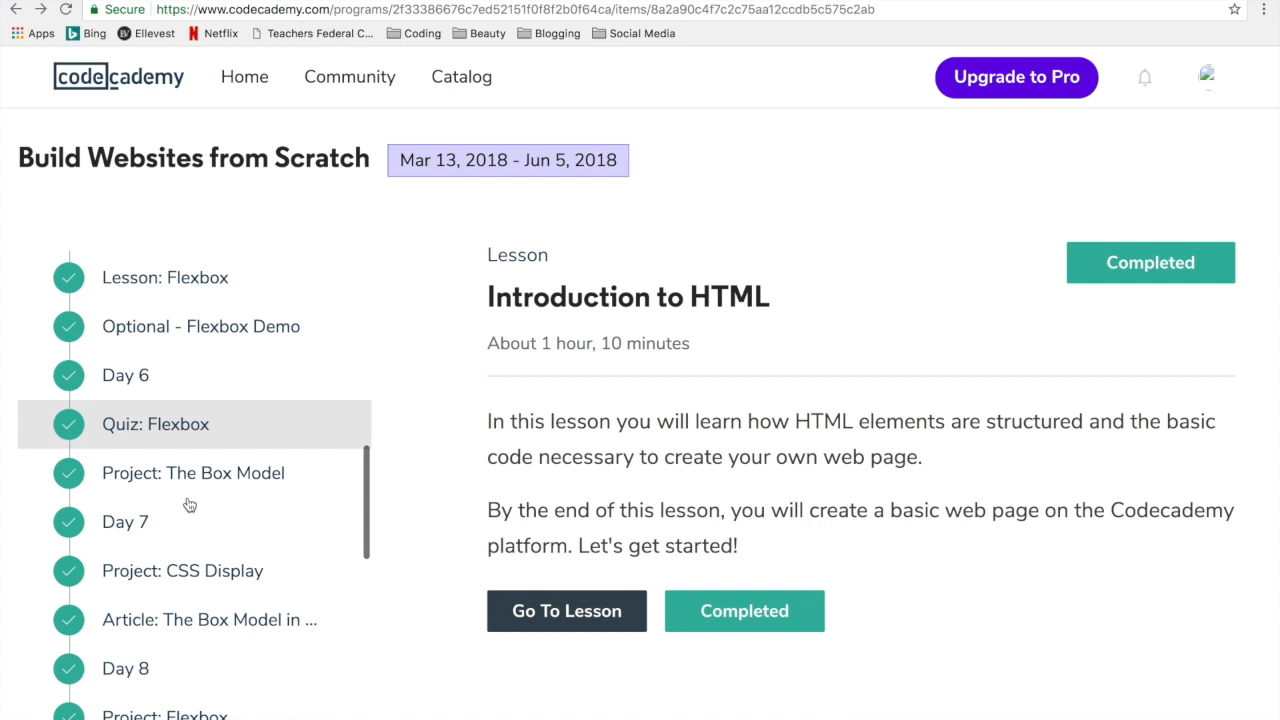 Secure https://www.codecademy.com/programs/2f33386676c7ed52151f0f8f2b0f64ca/items/8a2a90c4f7c2c75aa12ccdb5c575c2ab
Apps Bing Ellevest Netflix Teachers Federal C... Coding Beauty Blogging Social Media
codecademy Home Community Catalog Upgrade to Pro
Build Websites from Scratch Mar 13, 2018 - Jun 5, 2018
Lesson: Flexbox
Optional - Flexbox Demo
Day 6
Quiz: Flexbox
Project: The Box Model
Day 7
Project: CSS Display
Article: The Box Model in ...
Day 8
Project: Flexbox
Lesson
Completed
Introduction to HTML
About 1 hour, 10 minutes
In this lesson you will learn how HTML elements are structured and the basic
code necessary to create your own web page.
By the end of this lesson, you will create a basic web page on the Codecademy
platform. Let's get started!
Go To Lesson Completed